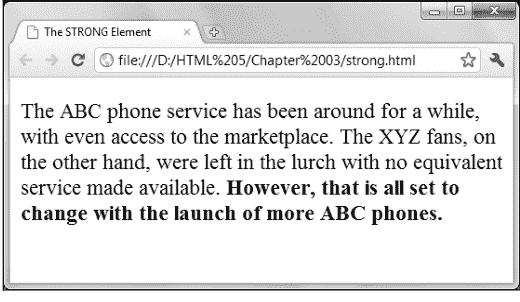 The STRONG Element
file:///D:/HTML%205/Chapter%2003/strong.html
The ABC phone service has been around for a while,
with even access to the marketplace. The XYZ fans, on
the other hand, were left in the lurch with no equivalent
service made available. However, that is all set to
change with the launch of more ABC phones.